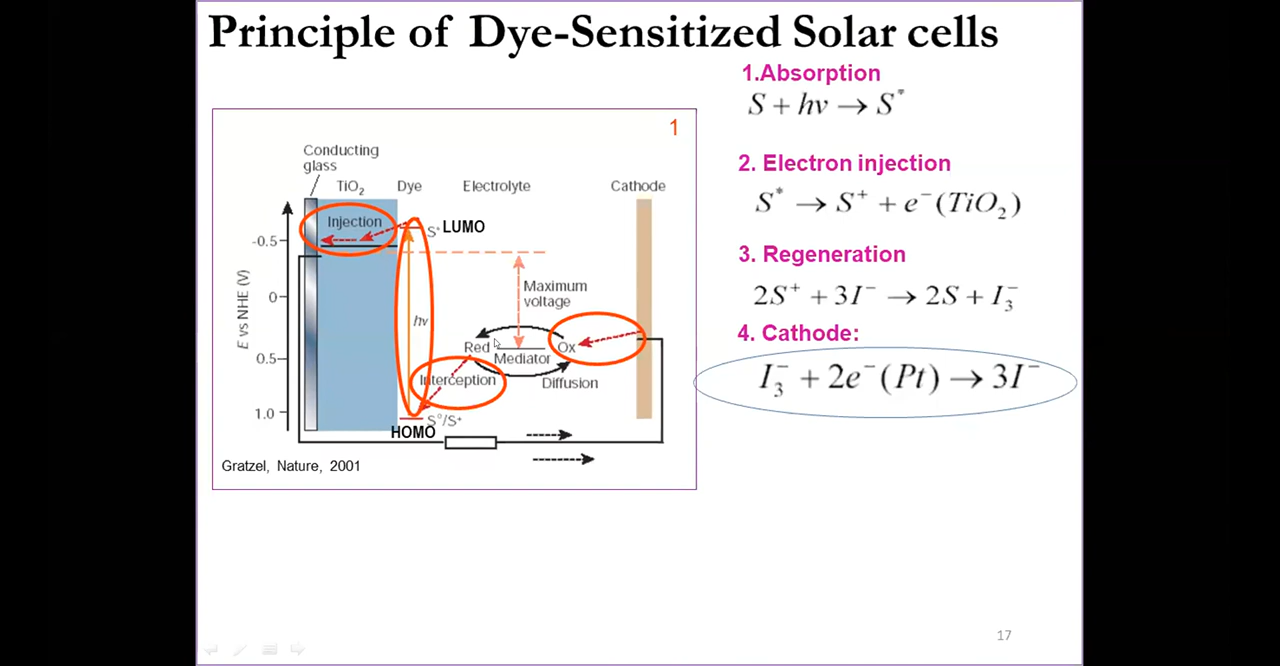 Principle of Dye-Sensitized Solar cells
1
Conducting
glass
TiO₂
Dye
Electrolyte
Cathode
Injection
S* LUMO
-0.5
0
0.5
1.0
E vs NHE (V)
hν
Maximum
voltage
Red
Ox
Mediator
Interception
Diffusion
S°/S⁺
HOMO
Gratzel, Nature, 2001
1.Absorption
S + hν → S*
2. Electron injection
S* → S⁺ + e⁻ (TiO₂)
3. Regeneration
2S⁺ + 3I⁻ → 2S + I₃⁻
4. Cathode:
I₃⁻ + 2e⁻ (Pt) → 3I⁻
17